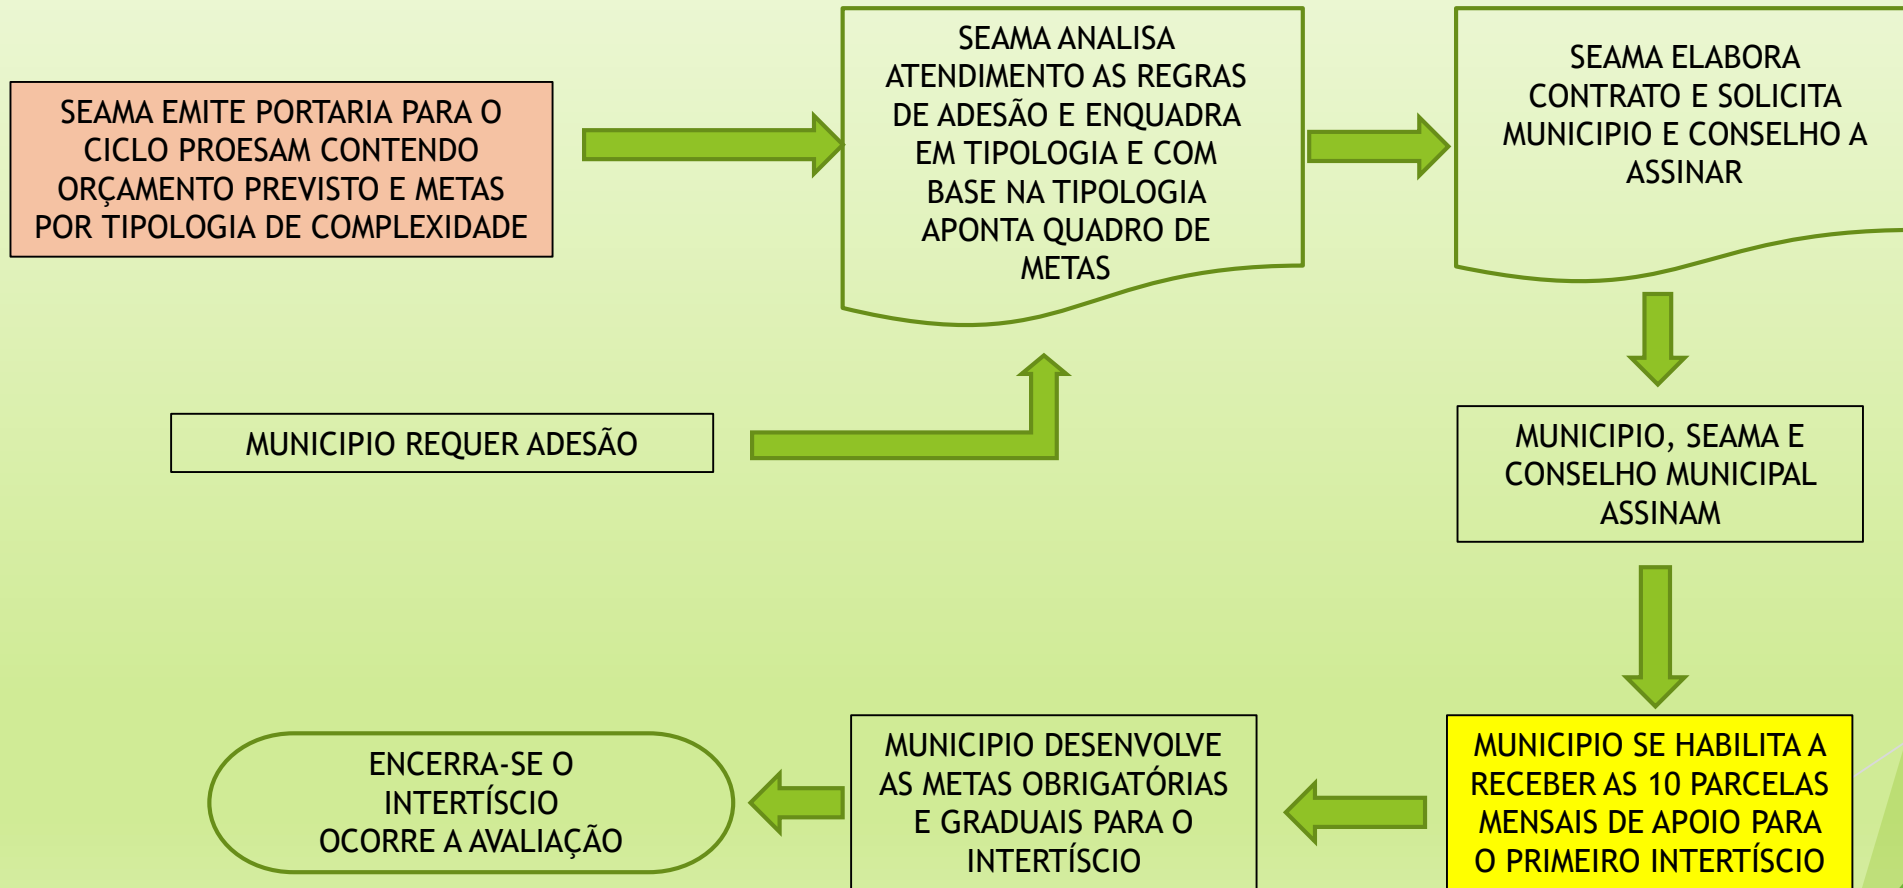 SEAMA EMITE PORTARIA PARA O
CICLO PROESAM CONTENDO
ORÇAMENTO PREVISTO E METAS
POR TIPOLOGIA DE COMPLEXIDADE
SEAMA ANALISA
ATENDIMENTO AS REGRAS
DE ADESÃO E ENQUADRA
EM TIPOLOGIA E COM
BASE NA TIPOLOGIA
APONTA QUADRO DE
METAS
SEAMA ELABORA
CONTRATO E SOLICITA
MUNICIPIO E CONSELHO A
ASSINAR
MUNICIPIO REQUER ADESÃO
MUNICIPIO, SEAMA E
CONSELHO MUNICIPAL
ASSINAM
MUNICIPIO SE HABILITA A
RECEBER AS 10 PARCELAS
MENSAIS DE APOIO PARA
O PRIMEIRO INTERTÍSCIO
MUNICIPIO DESENVOLVE
AS METAS OBRIGATÓRIAS
E GRADUAIS PARA O
INTERTÍSCIO
ENCERRA-SE O
INTERTÍSCIO
OCORRE A AVALIAÇÃO